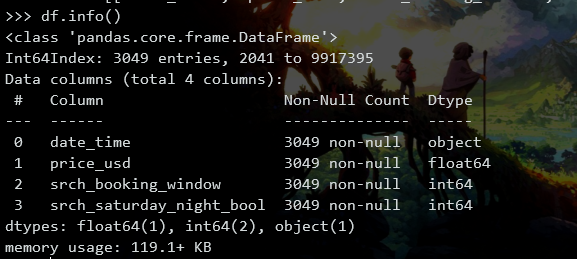 >>> df.info()
<class 'pandas.core.frame.DataFrame'>
Int64Index: 3049 entries, 2041 to 9917395
Data columns (total 4 columns):
 #   Column                   Non-Null Count  Dtype
---  ------                   --------------  -----
 0   date_time                3049 non-null   object
 1   price_usd                3049 non-null   float64
 2   srch_booking_window      3049 non-null   int64
 3   srch_saturday_night_bool 3049 non-null   int64
dtypes: float64(1), int64(2), object(1)
memory usage: 119.1+ KB